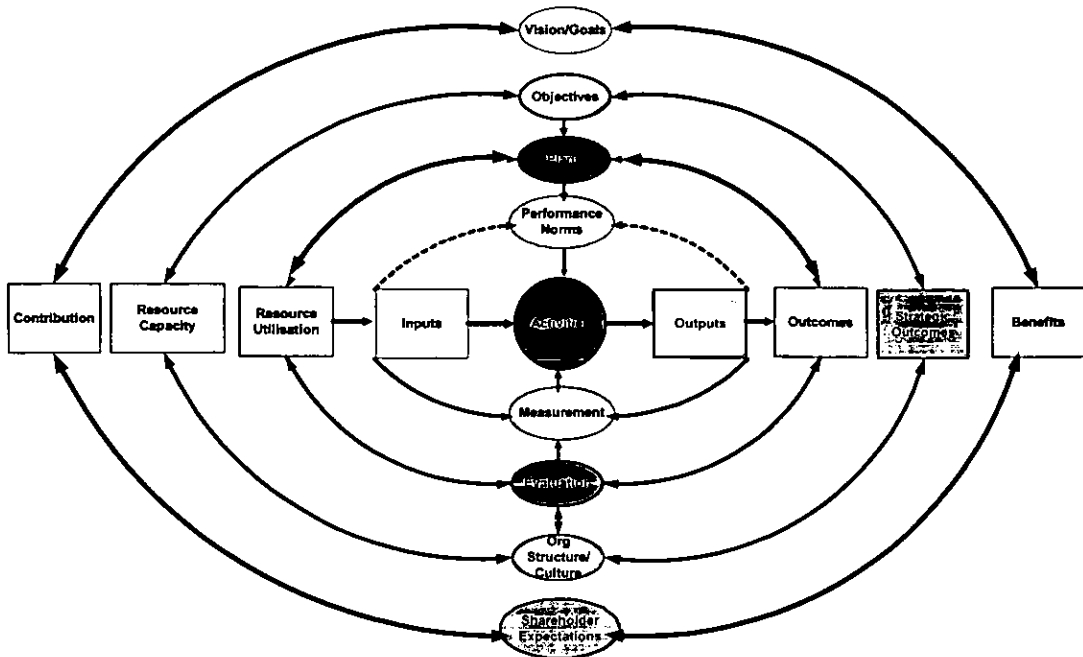 Vision/Goals
Objectives
Plan
Performance
Norms
Contribution
Resource
Capacity
Resource
Utilisation
Inputs
Outputs
Outcomes
Strategic
Outcomes
Benefits
Measurement
Evaluation
Org
Structure/
Culture
Shareholder
Expectations